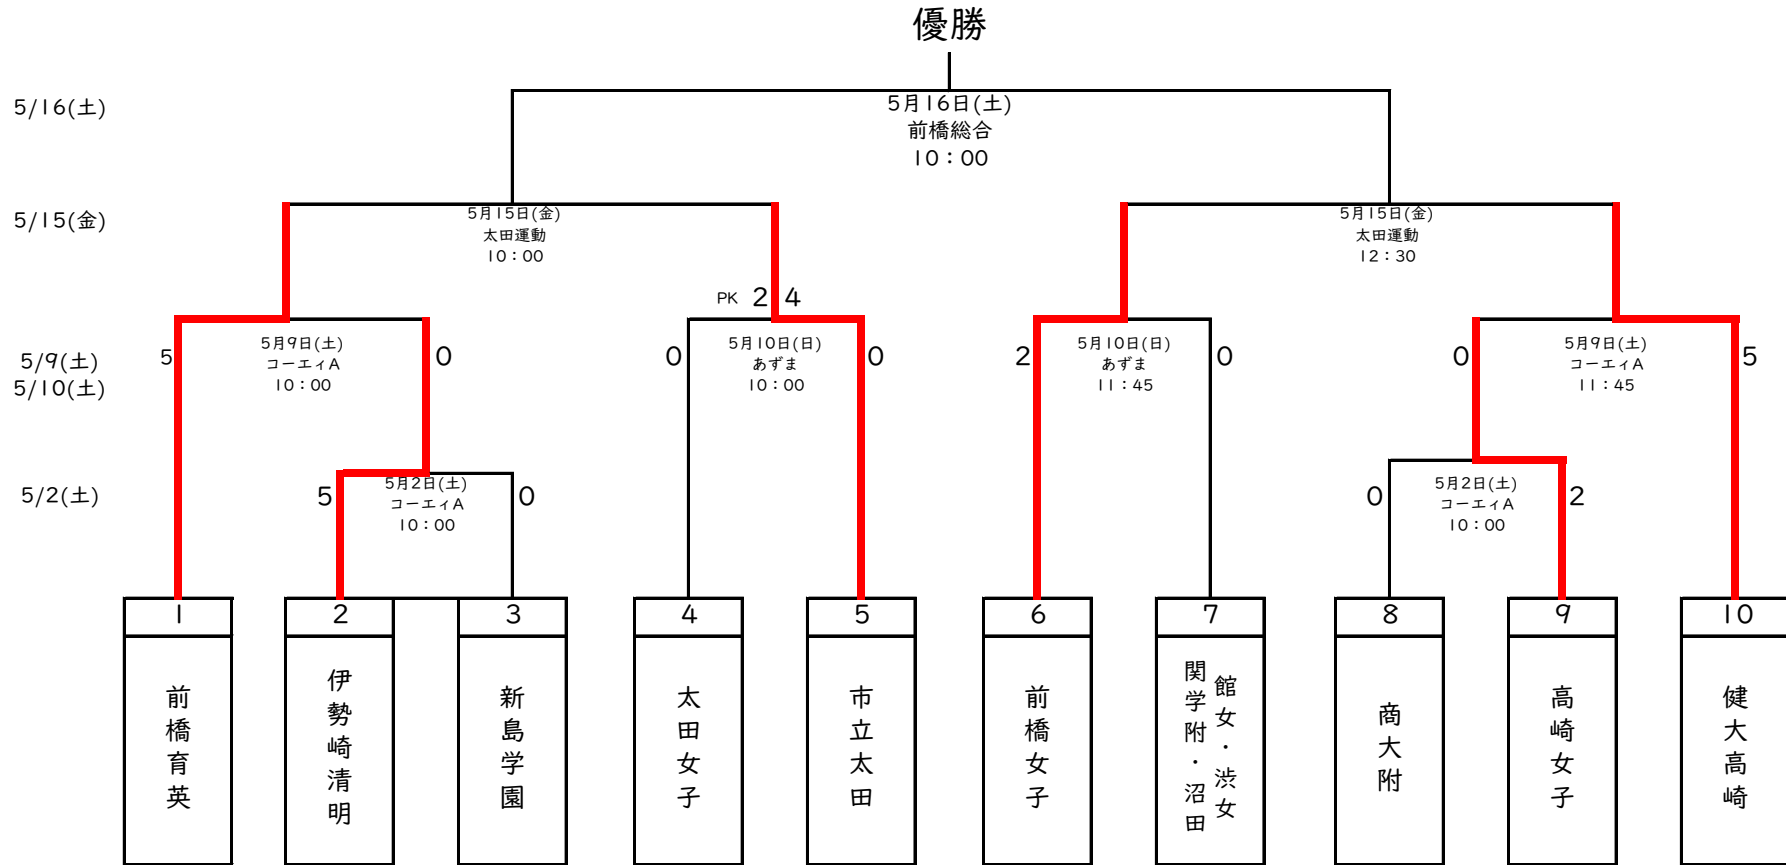 優勝
5/16(土)
5月16日(土)
前橋総合
10：00
5/15(金)
5月15日(金)
太田運動
10：00
5月15日(金)
太田運動
12：30
PK 2 4
5/9(土)
5/10(土)
5
5月9日(土)
コーエィA
10：00
0
0
5月10日(日)
あずま
10：00
0
2
5月10日(日)
あずま
11：45
0
0
5月9日(土)
コーエィA
11：45
5
5/2(土)
5
5月2日(土)
コーエィA
10：00
0
0
5月2日(土)
コーエィA
10：00
2
1
2
3
4
5
6
7
8
9
10
前橋育英
伊勢崎清明
新島学園
太田女子
市立太田
前橋女子
館女・渋女
関学附・沼田
商大附
高崎女子
健大高崎